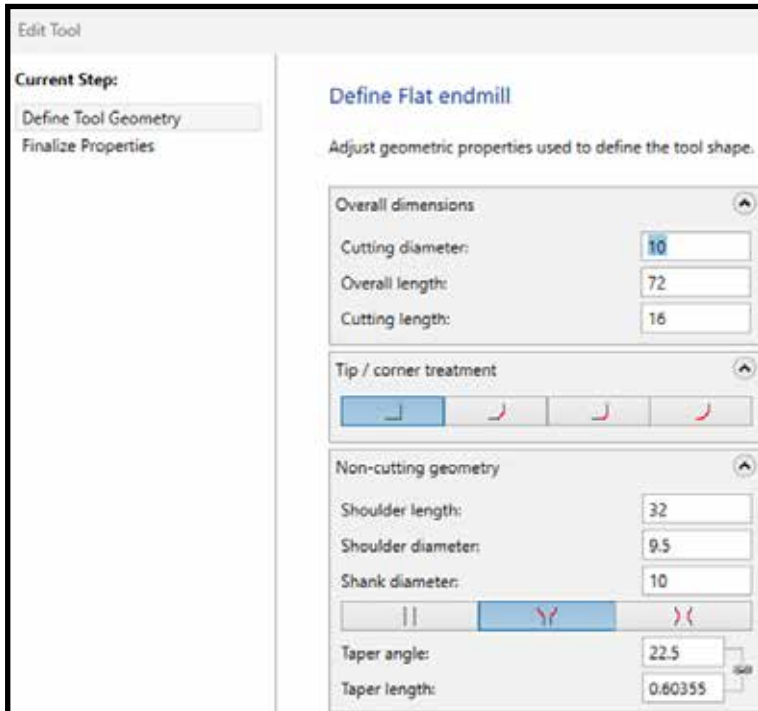 Edit Tool
Current Step:
Define Tool Geometry
Finalize Properties
Define Flat endmill
Adjust geometric properties used to define the tool shape.
Overall dimensions
Cutting diameter: 10
Overall length: 72
Cutting length: 16
Tip / corner treatment
Non-cutting geometry
Shoulder length: 32
Shoulder diameter: 9.5
Shank diameter: 10
Taper angle: 22.5
Taper length: 0.60355